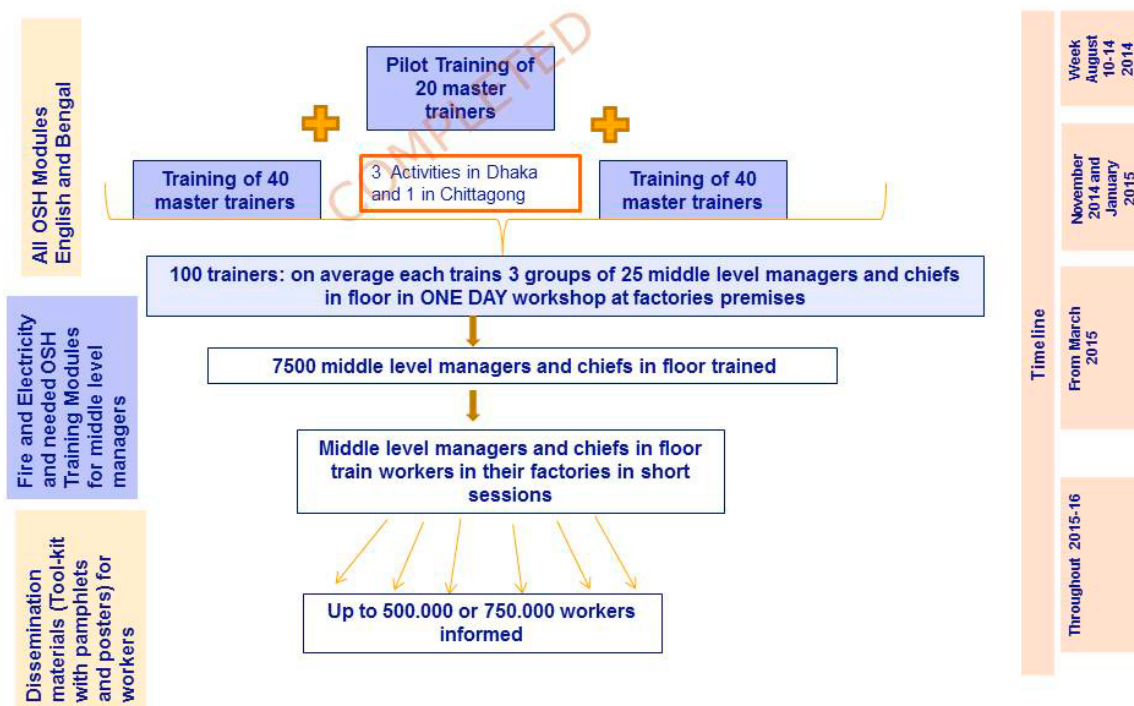 All OSH Modules
English and Bengal
Fire and Electricity
and needed OSH
Training Modules
for middle level
managers
Dissemination
materials (Tool-kit
with pamphlets
and posters) for
workers
COMPLETED
Pilot Training of
20 master
trainers
Training of 40
master trainers
3 Activities in Dhaka
and 1 in Chittagong
Training of 40
master trainers
100 trainers: on average each trains 3 groups of 25 middle level managers and chiefs
in floor in ONE DAY workshop at factories premises
7500 middle level managers and chiefs in floor trained
Middle level managers and chiefs in floor
train workers in their factories in short
sessions
Up to 500.000 or 750.000 workers
informed
Timeline
Week
August
10-14
2014
November
2014 and
January
2015
From March
2015
Throughout 2015-16